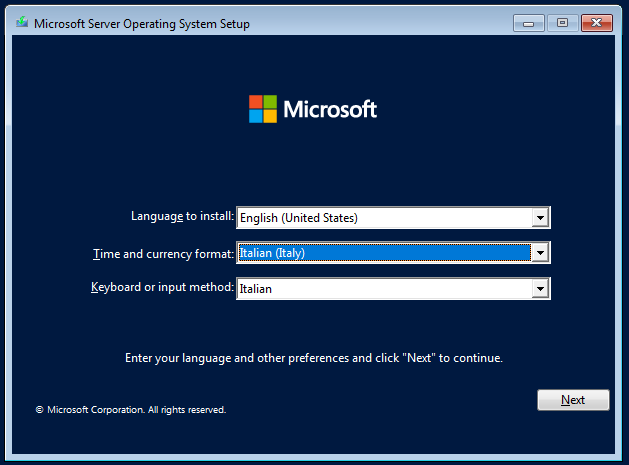 Microsoft Server Operating System Setup
Microsoft
Language to install: English (United States)
Time and currency format: Italian (Italy)
Keyboard or input method: Italian
Enter your language and other preferences and click "Next" to continue.
Next
© Microsoft Corporation. All rights reserved.